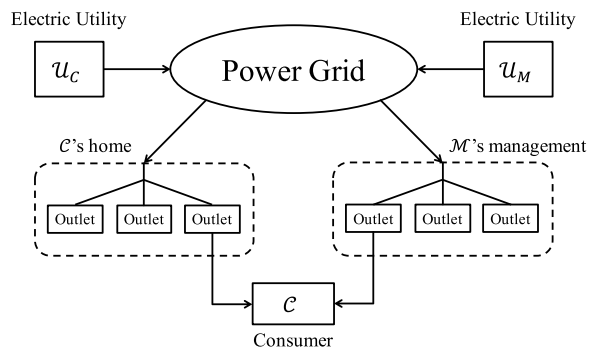 Electric Utility
Electric Utility
𝒰_C
Power Grid
𝒰_M
𝒞's home
ℳ's management
Outlet Outlet Outlet
Outlet Outlet Outlet
𝒞
Consumer